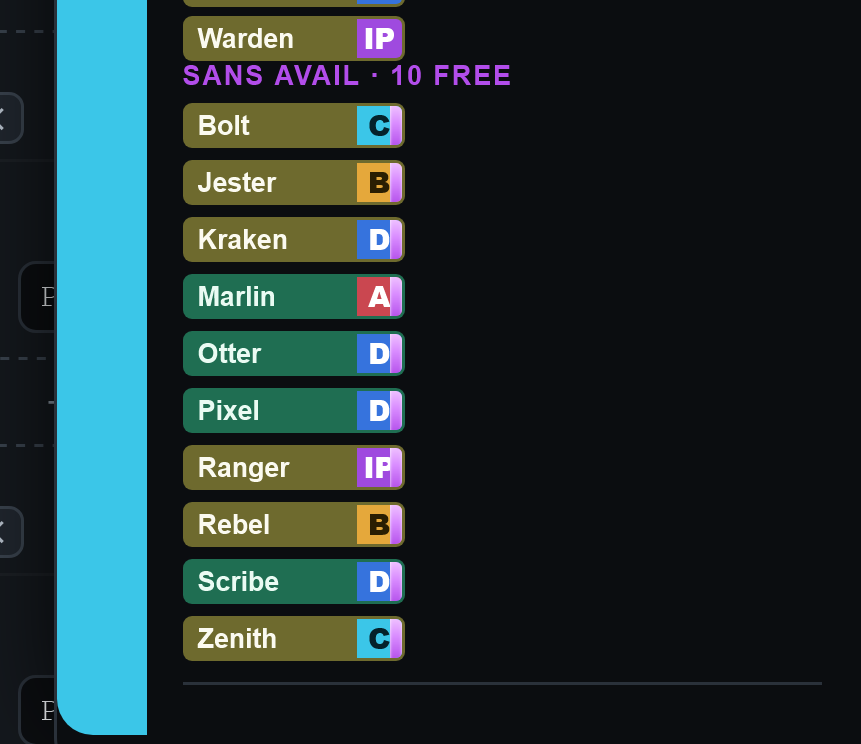 Warden IP
SANS AVAIL · 10 FREE
Bolt C
Jester B
Kraken D
Marlin A
Otter D
Pixel D
Ranger IP
Rebel B
Scribe D
Zenith C